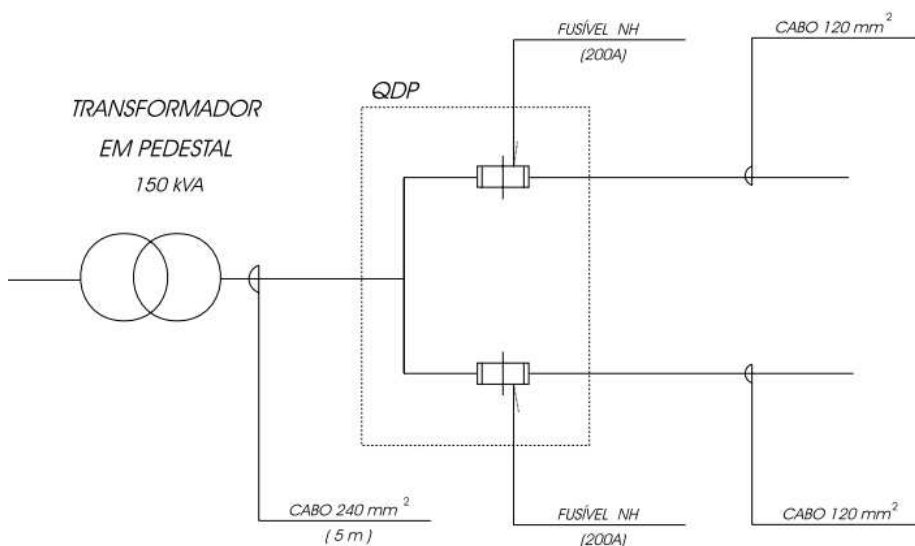 FUSÍVEL NH
(200A)
CABO 120 mm²
QDP
TRANSFORMADOR
EM PEDESTAL
150 kVA
CABO 240 mm²
( 5 m )
FUSÍVEL NH
(200A)
CABO 120 mm²